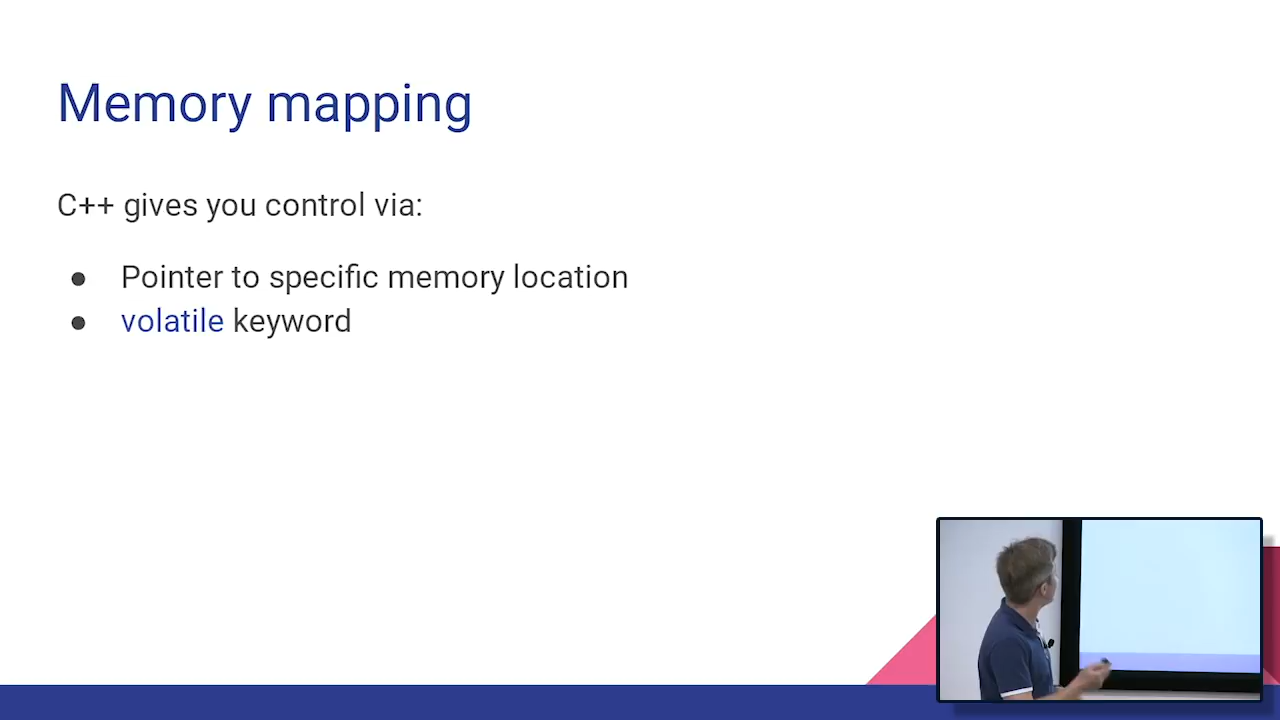 Memory mapping
C++ gives you control via:
● Pointer to specific memory location
● volatile keyword